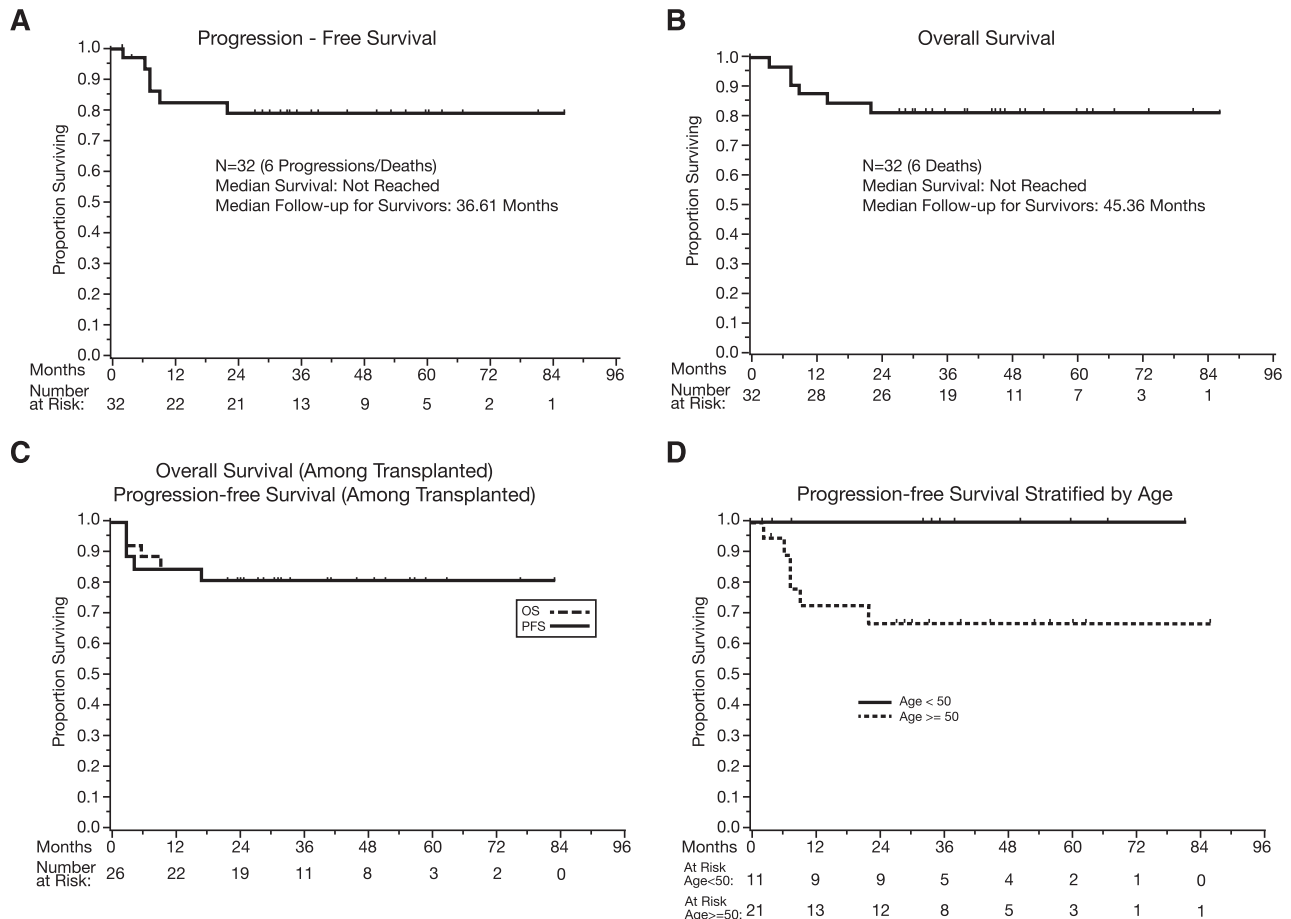 A
Progression - Free Survival
1.0
0.9
0.8
0.7
0.6
0.5
0.4
0.3
0.2
0.1
0.0
Proportion Surviving
N=32 (6 Progressions/Deaths)
Median Survival: Not Reached
Median Follow-up for Survivors: 36.61 Months
Months 0 12 24 36 48 60 72 84 96
Number
at Risk: 32 22 21 13 9 5 2 1
B
Overall Survival
1.0
0.9
0.8
0.7
0.6
0.5
0.4
0.3
0.2
0.1
0.0
Proportion Surviving
N=32 (6 Deaths)
Median Survival: Not Reached
Median Follow-up for Survivors: 45.36 Months
Months 0 12 24 36 48 60 72 84 96
Number
at Risk: 32 28 26 19 11 7 3 1
C
Overall Survival (Among Transplanted)
Progression-free Survival (Among Transplanted)
1.0
0.9
0.8
0.7
0.6
0.5
0.4
0.3
0.2
0.1
0.0
Proportion Surviving
OS
PFS
Months 0 12 24 36 48 60 72 84 96
Number
at Risk: 26 22 19 11 8 3 2 0
D
Progression-free Survival Stratified by Age
1.0
0.9
0.8
0.7
0.6
0.5
0.4
0.3
0.2
0.1
0.0
Proportion Surviving
Age < 50
Age >= 50
Months 0 12 24 36 48 60 72 84 96
At Risk
Age<50: 11 9 9 5 4 2 1 0
At Risk
Age>=50: 21 13 12 8 5 3 1 1